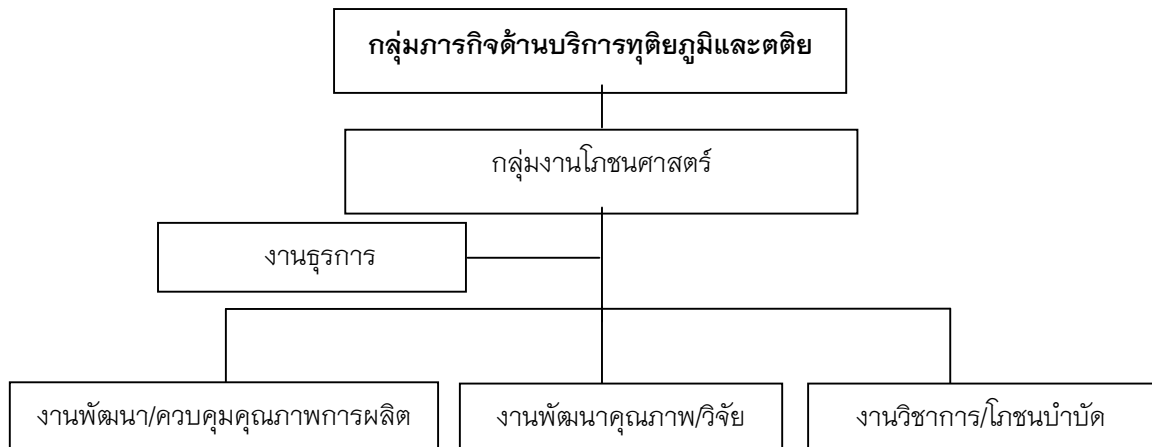 กลุ่มภารกิจด้านบริการทุติยภูมิและตติย
กลุ่มงานโภชนศาสตร์
งานธุรการ
งานพัฒนา/ควบคุมคุณภาพการผลิต
งานพัฒนาคุณภาพ/วิจัย
งานวิชาการ/โภชนบำบัด